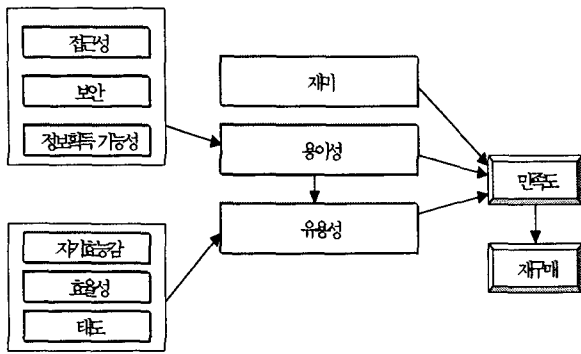 접근성
보안
정보획득 기능성
재미
용이성
유용성
자기효능감
효율성
태도
만족도
재구매